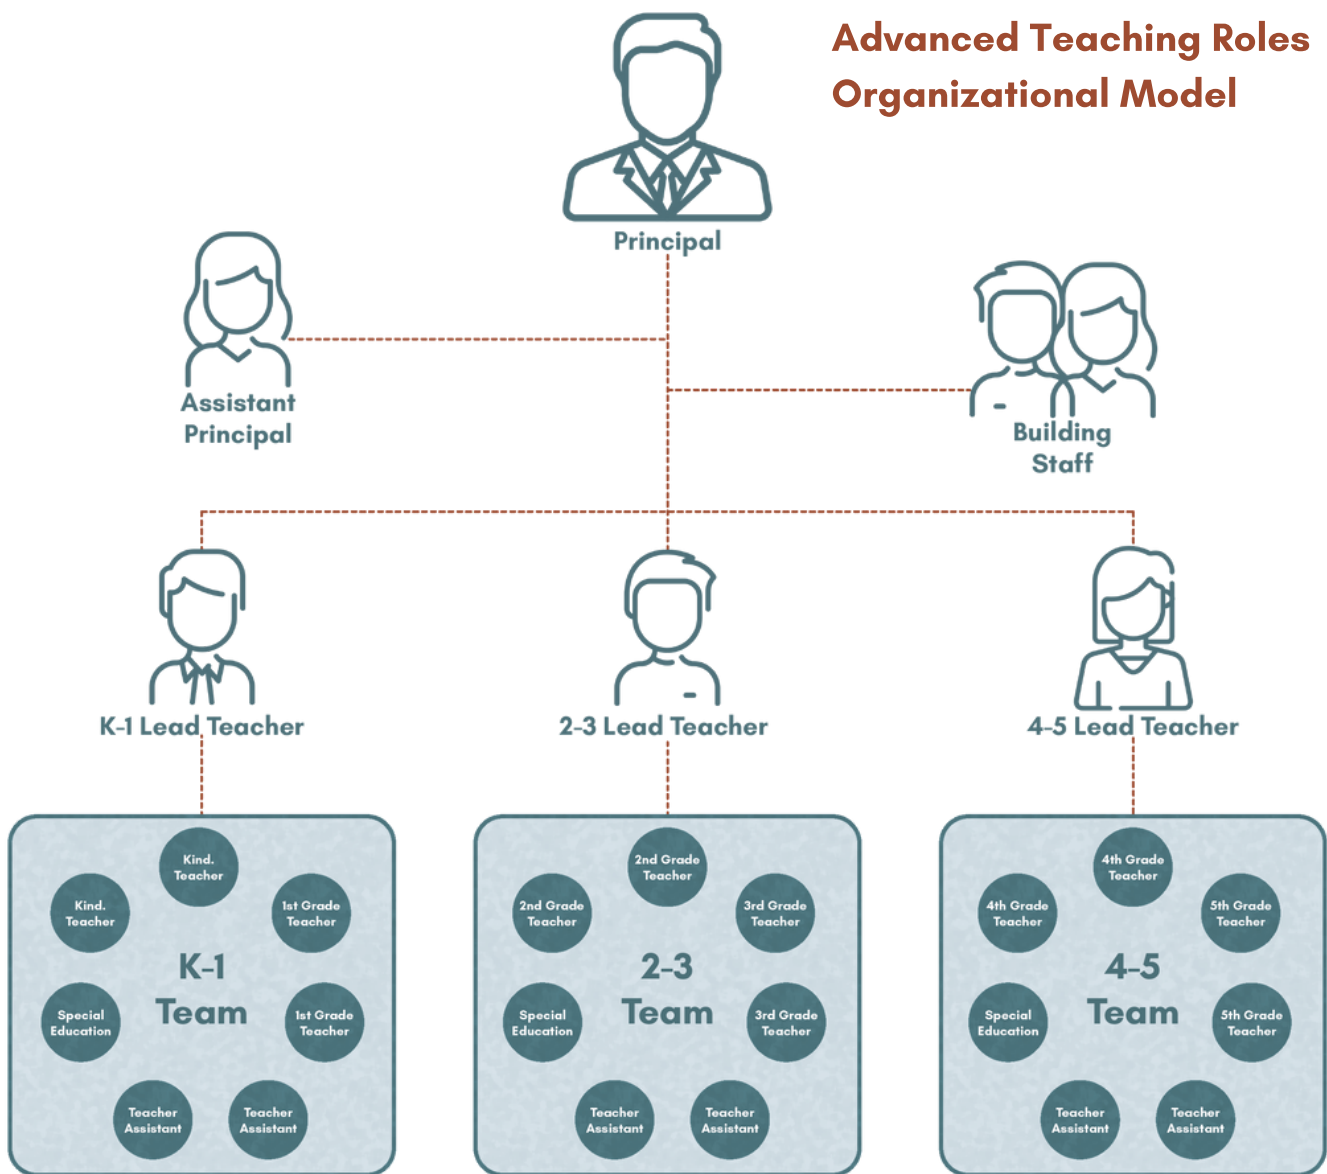 Advanced Teaching Roles
Organizational Model
Principal
Assistant
Principal
Building
Staff
K-1 Lead Teacher
2-3 Lead Teacher
4-5 Lead Teacher
Kind.
Teacher
Kind.
Teacher
1st Grade
Teacher
K-1
Team
Special
Education
1st Grade
Teacher
Teacher
Assistant
Teacher
Assistant
2nd Grade
Teacher
2nd Grade
Teacher
3rd Grade
Teacher
2-3
Team
Special
Education
3rd Grade
Teacher
Teacher
Assistant
Teacher
Assistant
4th Grade
Teacher
4th Grade
Teacher
5th Grade
Teacher
4-5
Team
Special
Education
5th Grade
Teacher
Teacher
Assistant
Teacher
Assistant